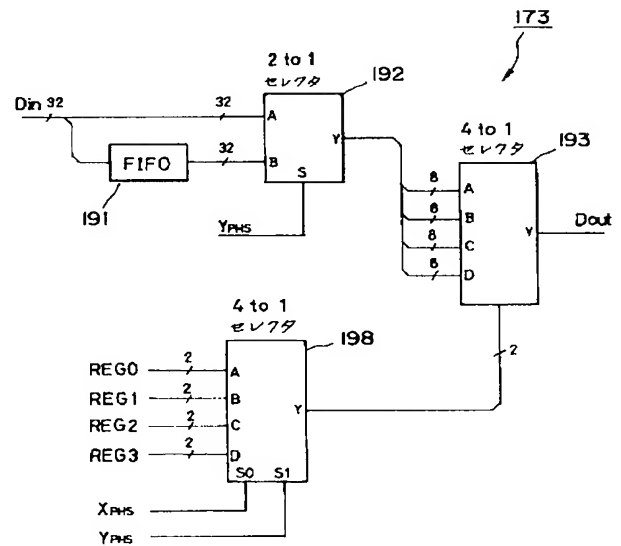 173
2 to 1
セレクタ
192
Din 32
32
A
FIFO
32
B
Y
S
191
YPHS
4 to 1
セレクタ
193
8
A
8
B
8
C
8
D
Y
Dout
4 to 1
セレクタ
198
2
REG0
2
A
REG1
2
B
REG2
2
C
REG3
2
D
Y
S0 S1
XPHS
YPHS